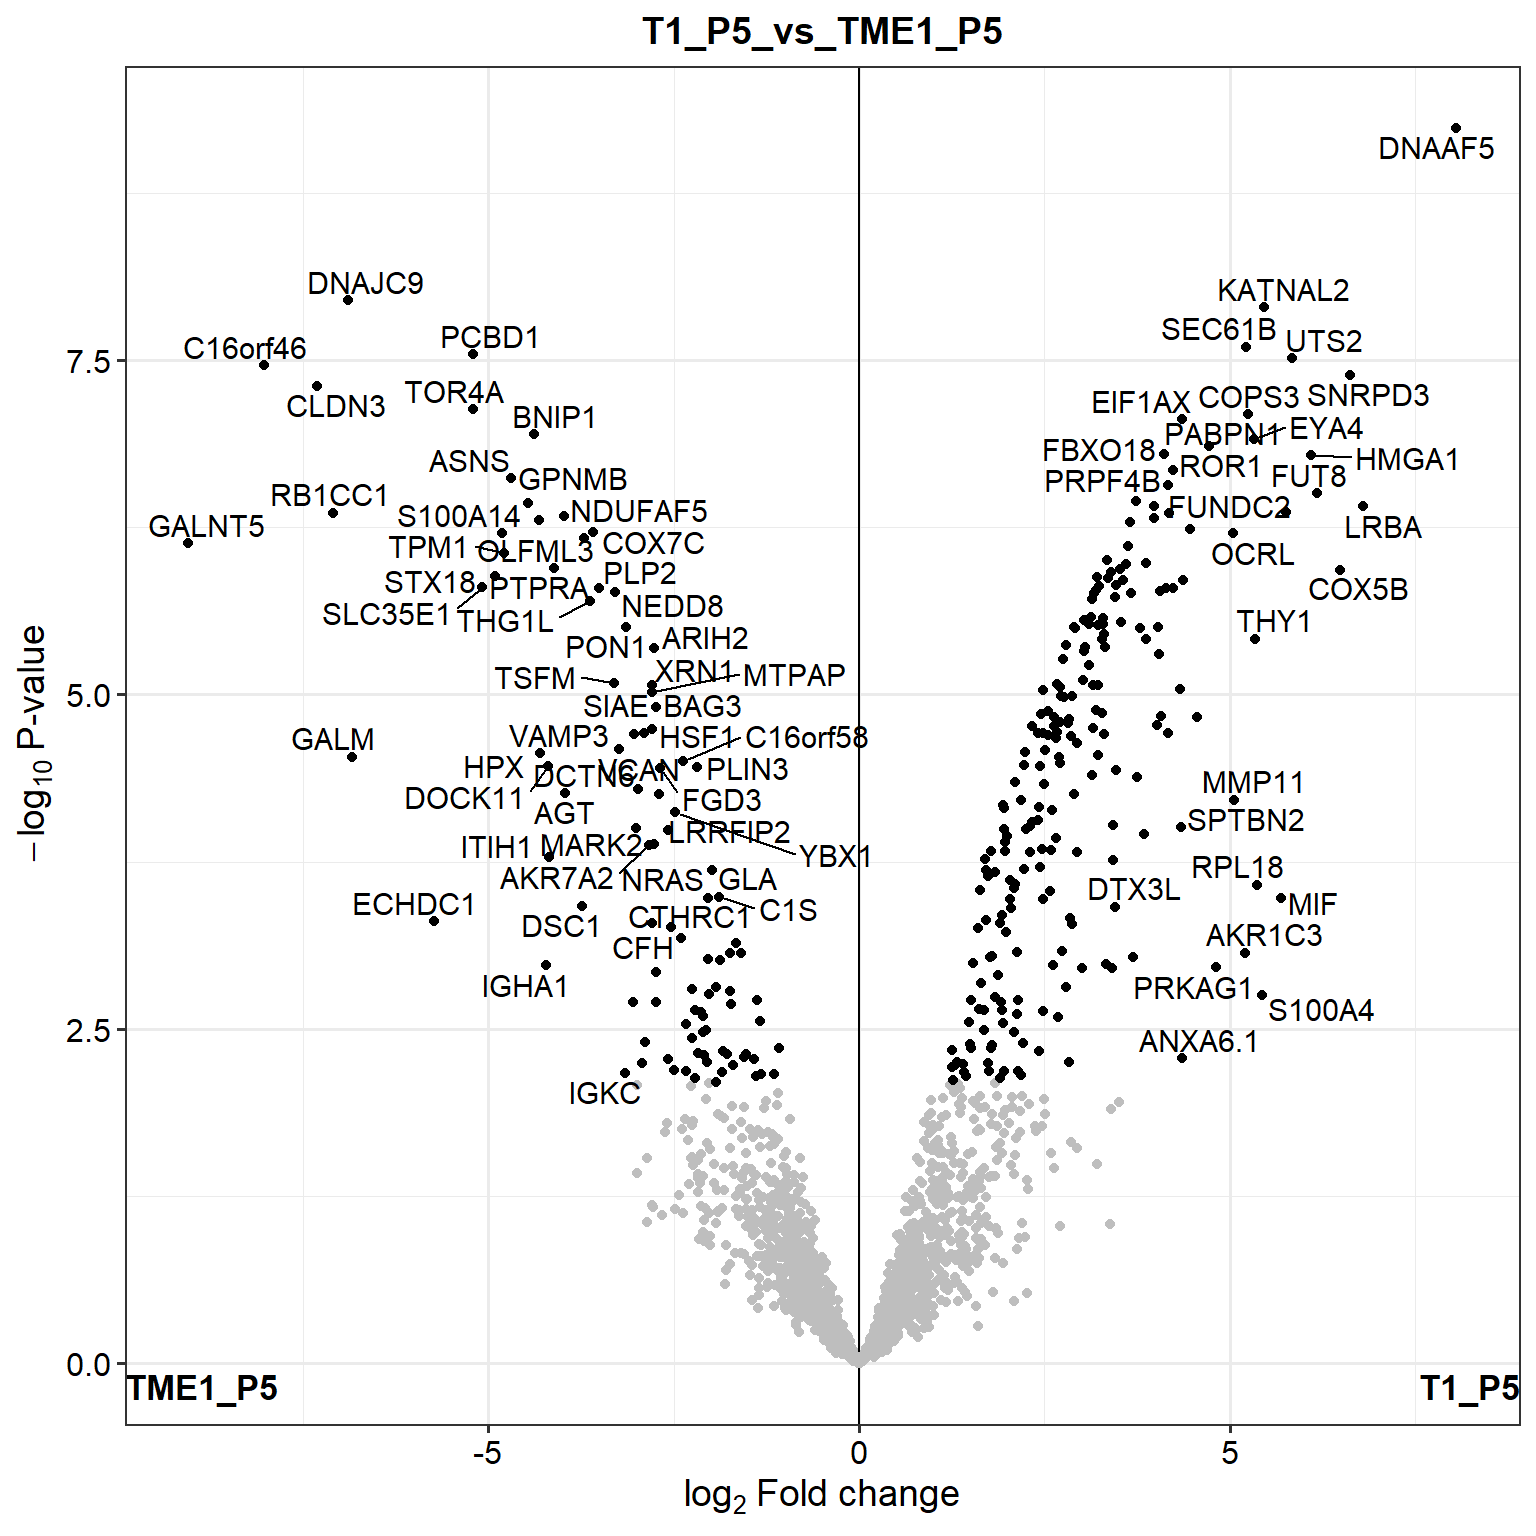 T1_P5_vs_TME1_P5
DNAAF5
DNAJC9
KATNAL2
PCBD1
SEC61B
UTS2
C16orf46
7.5
CLDN3
TOR4A
EIF1AX
COPS3
SNRPD3
BNIP1
PABPN1
EYA4
FBXO18
HMGA1
ASNS
GPNMB
ROR1
FUT8
RB1CC1
PRPF4B
S100A14
NDUFAF5
FUNDC2
GALNT5
LRBA
TPM1
OLFML3
COX7C
OCRL
STX18
PTPRA
PLP2
COX5B
SLC35E1
THG1L
NEDD8
THY1
PON1
ARIH2
TSFM
XRN1
MTPAP
5.0
SIAE
BAG3
GALM
VAMP3
HSF1
C16orf58
HPX
DCTN6
VCAN
PLIN3
MMP11
DOCK11
AGT
FGD3
SPTBN2
ITIH1
MARK2
LRRFIP2
YBX1
RPL18
AKR7A2
NRAS
GLA
DTX3L
ECHDC1
DSC1
CTHRC1
C1S
MIF
CFH
AKR1C3
IGHA1
PRKAG1
S100A4
2.5
ANXA6.1
IGKC
0.0
TME1_P5
T1_P5
-5
0
5
log2 Fold change
−log10 P-value